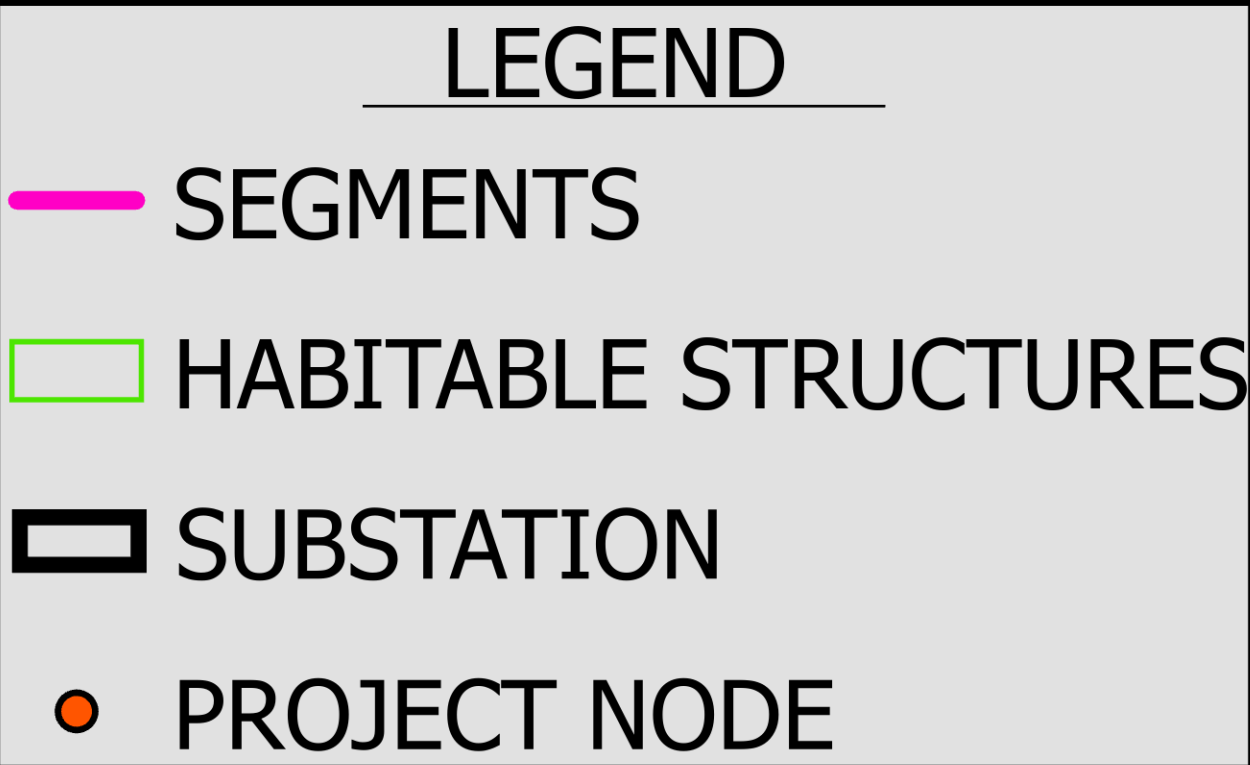 LEGEND
SEGMENTS
HABITABLE STRUCTURES
SUBSTATION
PROJECT NODE